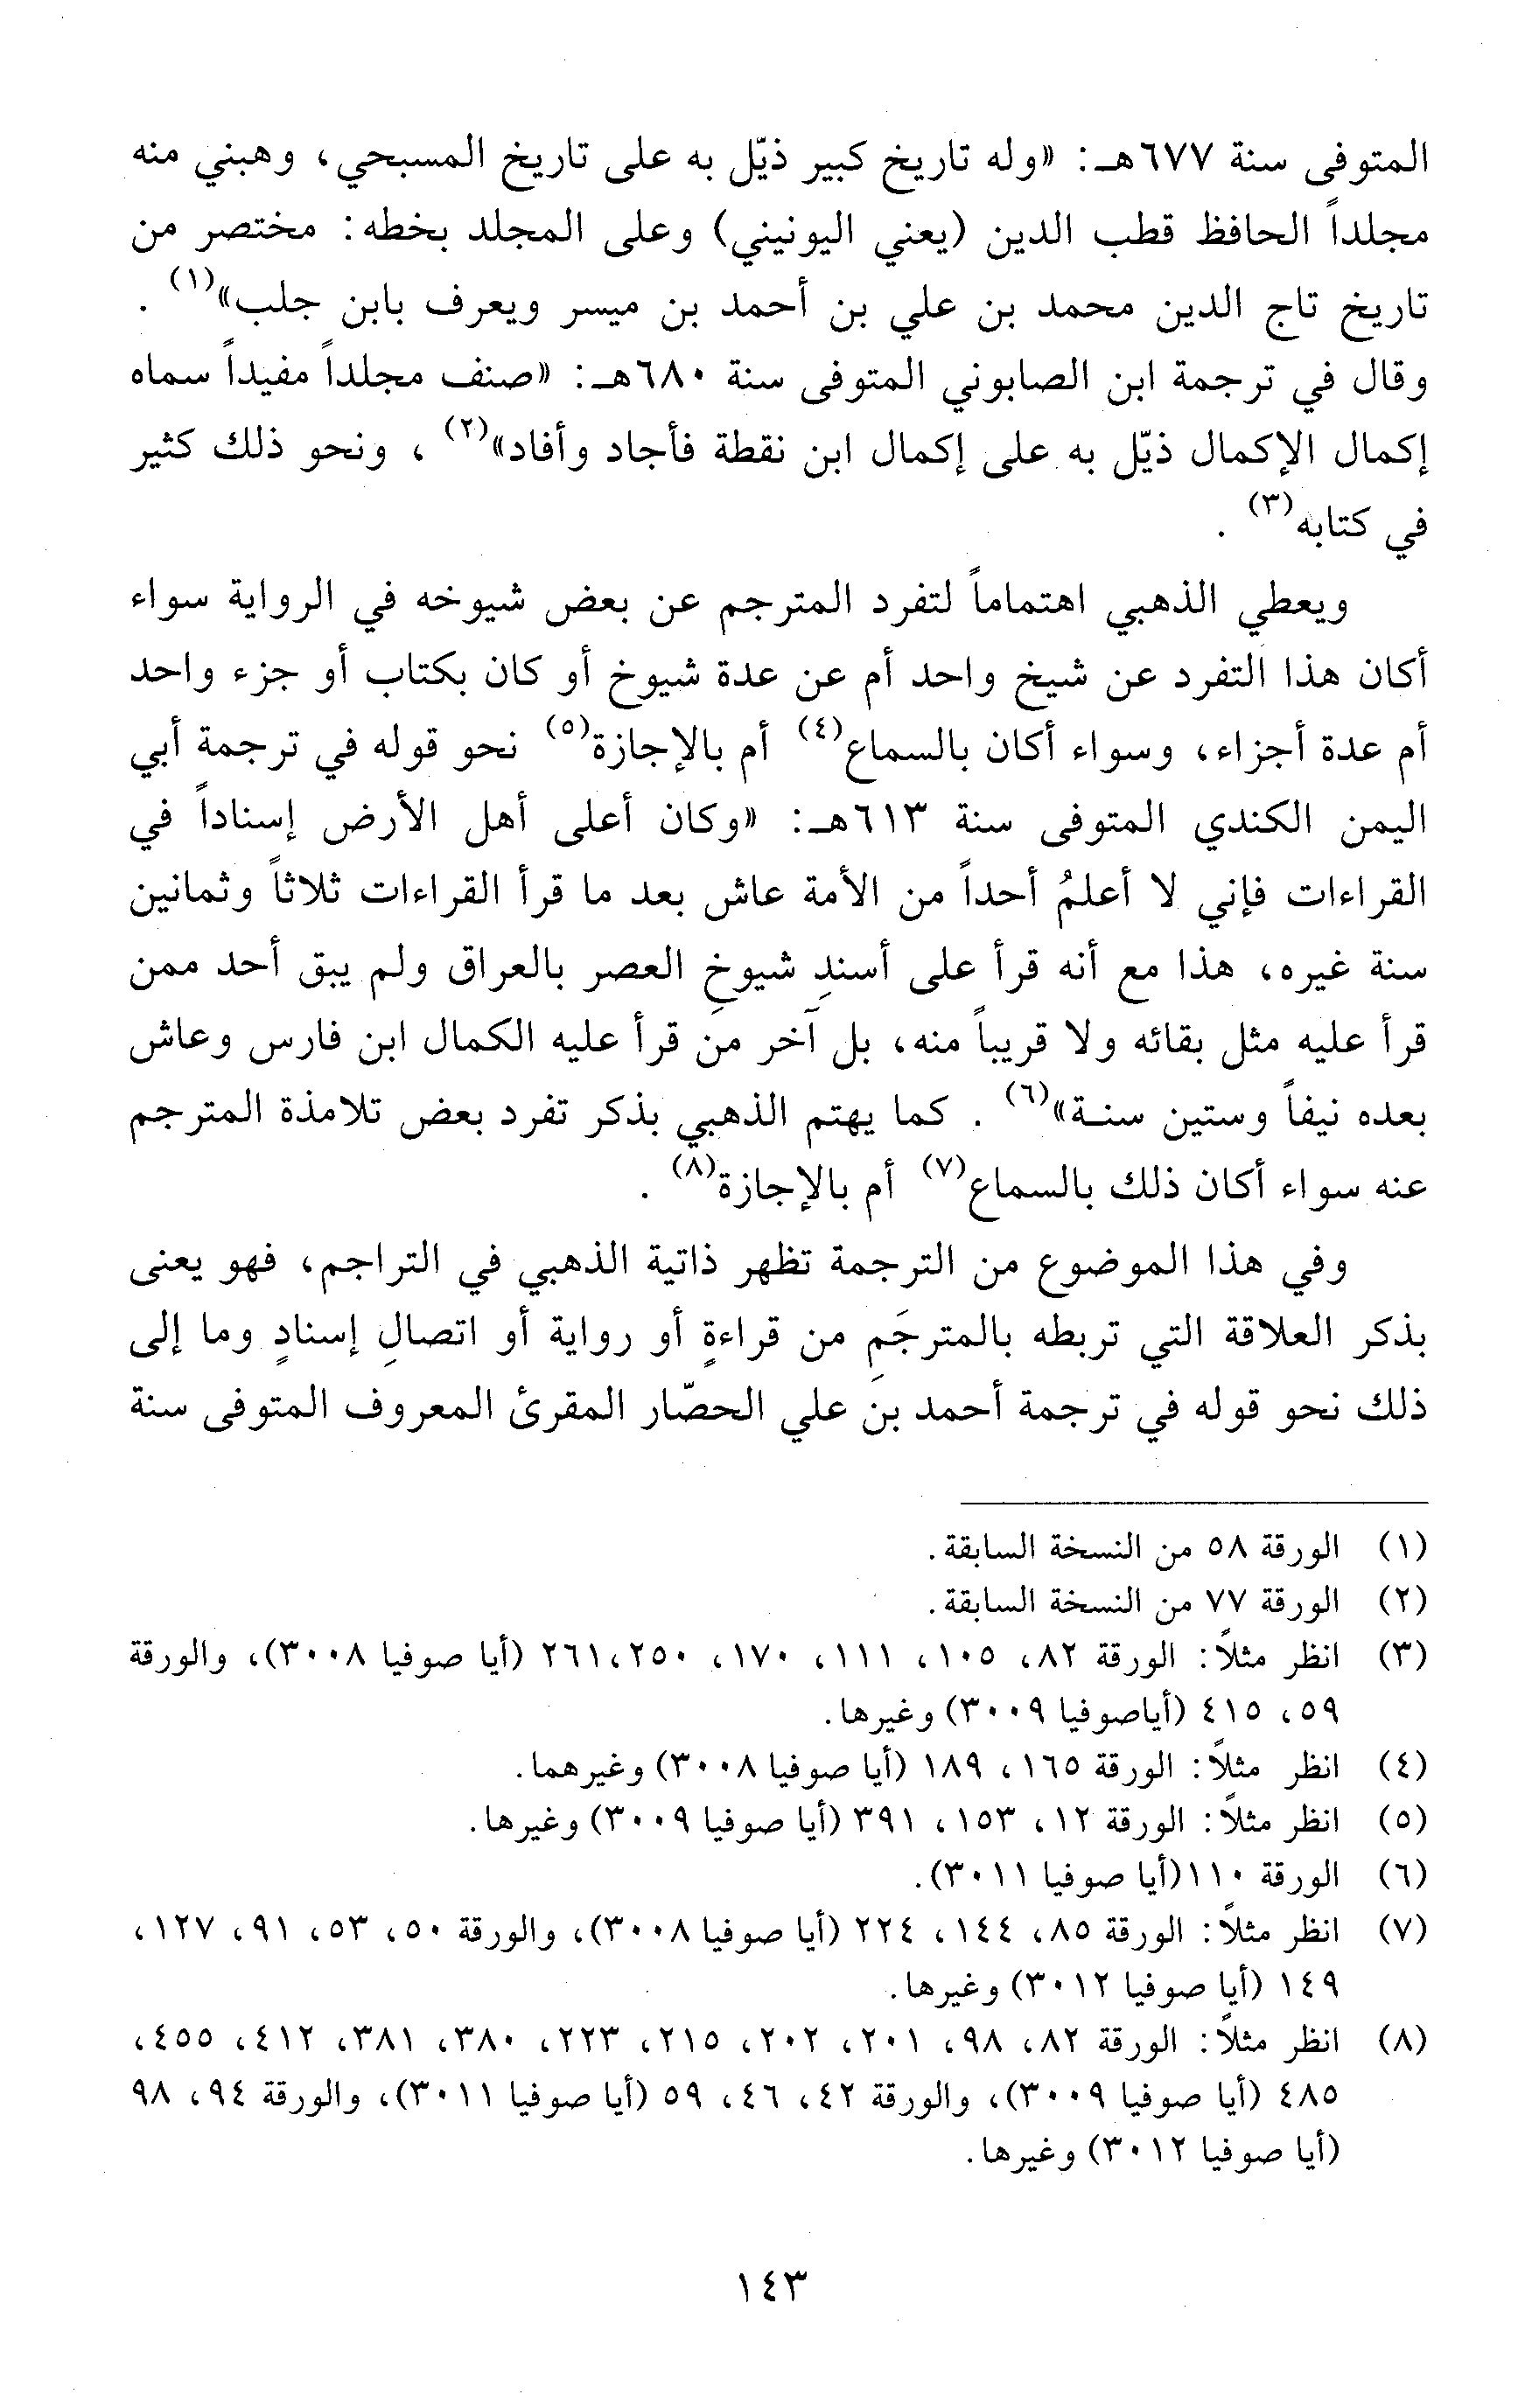 المتوفى سنة ٦٧٧هـ: «وله تاريخ كبير ذيّل به على تاريخ المسبحي، وهبني منه
مجلداً الحافظ قطب الدين (يعني اليونيني) وعلى المجلد بخطه: مختصر من
تاريخ تاج الدين محمد بن علي بن أحمد بن ميسر ويعرف بابن جلب»(١) .
وقال في ترجمة ابن الصابوني المتوفى سنة ٦٨٠هـ: «صنف مجلداً مفيداً سماه
إكمال الإكمال ذيّل به على إكمال ابن نقطة فأجاد وأفاد»(٢) ، ونحو ذلك كثير
في كتابه(٣) .
ويعطي الذهبي اهتماماً لتفرد المترجم عن بعض شيوخه في الرواية سواء
أكان هذا التفرد عن شيخ واحد أم عن عدة شيوخ أو كان بكتاب أو جزء واحد
أم عدة أجزاء، وسواء أكان بالسماع(٤) أم بالإجازة(٥) نحو قوله في ترجمة أبي
اليمن الكندي المتوفى سنة ٦١٣هـ: «وكان أعلى أهل الأرض إسناداً في
القراءات فإني لا أعلمُ أحداً من الأمة عاش بعد ما قرأ القراءات ثلاثاً وثمانين
سنة غيره، هذا مع أنه قرأ على أسندِ شيوخِ العصر بالعراق ولم يبق أحد ممن
قرأ عليه مثل بقائه ولا قريباً منه، بل آخر مَن قرأ عليه الكمال ابن فارس وعاش
بعده نيفاً وستين سنـة»(٦) . كما يهتم الذهبي بذكر تفرد بعض تلامذة المترجم
عنه سواء أكان ذلك بالسماع(٧) أم بالإجازة(٨) .
وفي هذا الموضوع من الترجمة تظهر ذاتية الذهبي في التراجم، فهو يعنى
بذكر العلاقة التي تربطه بالمترجَمِ من قراءةٍ أو رواية أو اتصالِ إسنادٍ وما إلى
ذلك نحو قوله في ترجمة أحمد بن علي الحصّار المقرئ المعروف المتوفى سنة
(١) الورقة ٥٨ من النسخة السابقة.
(٢) الورقة ٧٧ من النسخة السابقة.
(٣) انظر مثلاً: الورقة ٨٢، ١٠٥، ١١١، ١٧٠، ٢٦١،٢٥٠ (أيا صوفيا ٣٠٠٨)، والورقة
٥٩، ٤١٥ (أياصوفيا ٣٠٠٩) وغيرها.
(٤) انظر مثلاً: الورقة ١٦٥، ١٨٩ (أيا صوفيا ٣٠٠٨) وغيرهما.
(٥) انظر مثلاً: الورقة ١٢، ١٥٣، ٣٩١ (أيا صوفيا ٣٠٠٩) وغيرها.
(٦) الورقة ١١٠(أيا صوفيا ٣٠١١).
(٧) انظر مثلاً: الورقة ٨٥، ١٤٤، ٢٢٤ (أيا صوفيا ٣٠٠٨)، والورقة ٥٠، ٥٣، ٩١، ١٢٧،
١٤٩ (أيا صوفيا ٣٠١٢) وغيرها.
(٨) انظر مثلاً: الورقة ٨٢، ٩٨، ٢٠١، ٢٠٢، ٢١٥، ٢٢٣، ٣٨٠، ٣٨١، ٤١٢، ٤٥٥،
٤٨٥ (أيا صوفيا ٣٠٠٩)، والورقة ٤٢، ٤٦، ٥٩ (أيا صوفيا ٣٠١١)، والورقة ٩٤، ٩٨
(أيا صوفيا ٣٠١٢) وغيرها.
١٤٣